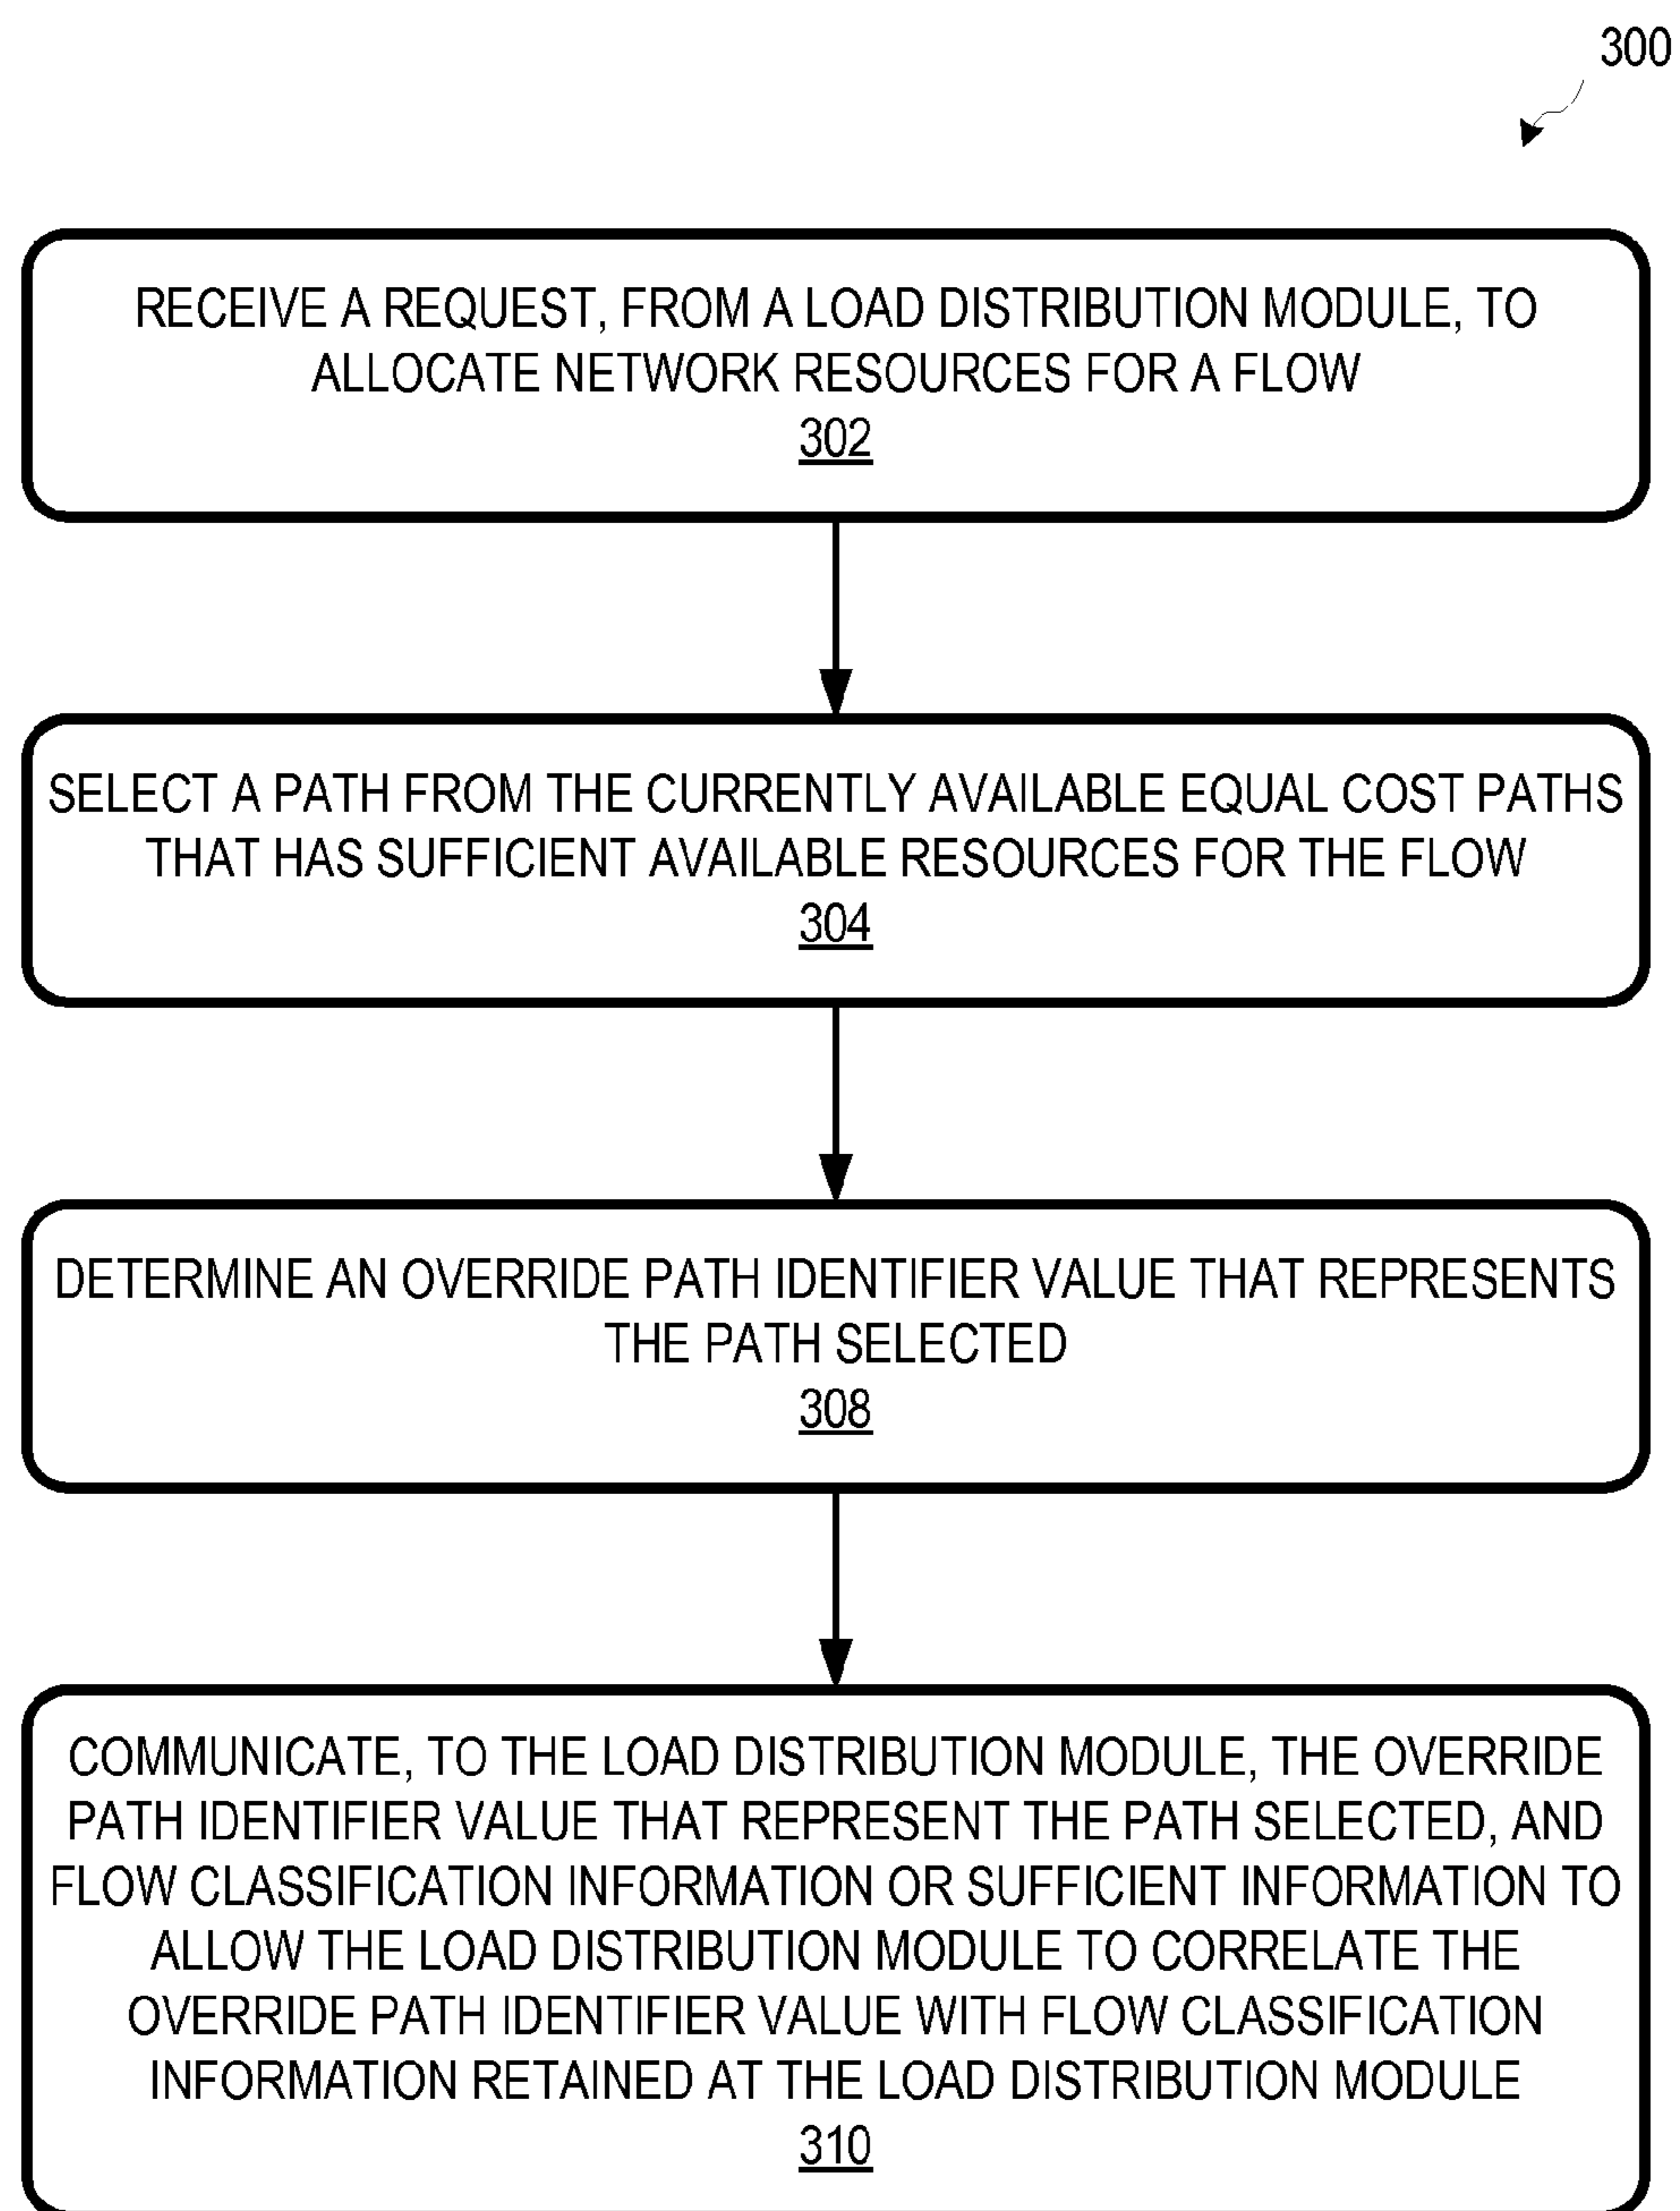 300
RECEIVE A REQUEST, FROM A LOAD DISTRIBUTION MODULE, TO
ALLOCATE NETWORK RESOURCES FOR A FLOW
302
SELECT A PATH FROM THE CURRENTLY AVAILABLE EQUAL COST PATHS
THAT HAS SUFFICIENT AVAILABLE RESOURCES FOR THE FLOW
304
DETERMINE AN OVERRIDE PATH IDENTIFIER VALUE THAT REPRESENTS
THE PATH SELECTED
308
COMMUNICATE, TO THE LOAD DISTRIBUTION MODULE, THE OVERRIDE
PATH IDENTIFIER VALUE THAT REPRESENT THE PATH SELECTED, AND
FLOW CLASSIFICATION INFORMATION OR SUFFICIENT INFORMATION TO
ALLOW THE LOAD DISTRIBUTION MODULE TO CORRELATE THE
OVERRIDE PATH IDENTIFIER VALUE WITH FLOW CLASSIFICATION
INFORMATION RETAINED AT THE LOAD DISTRIBUTION MODULE
310